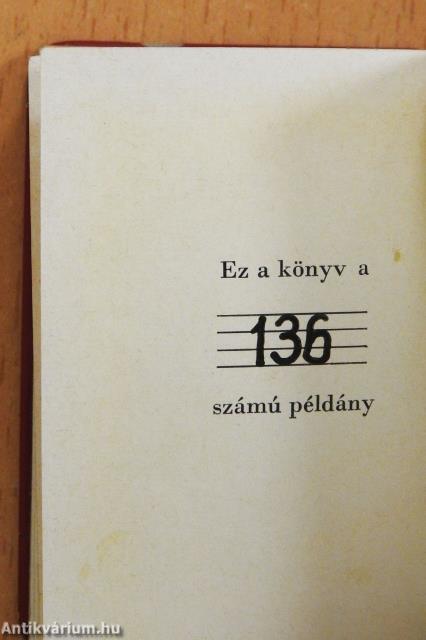 Ez a könyv a
136
számú példány
Antikvárium.hu